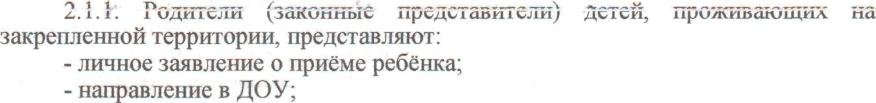 2.1.1. Родители (законные представители) детей, проживающих на
закрепленной территории, представляют:
- личное заявление о приёме ребёнка;
- направление в ДОУ;